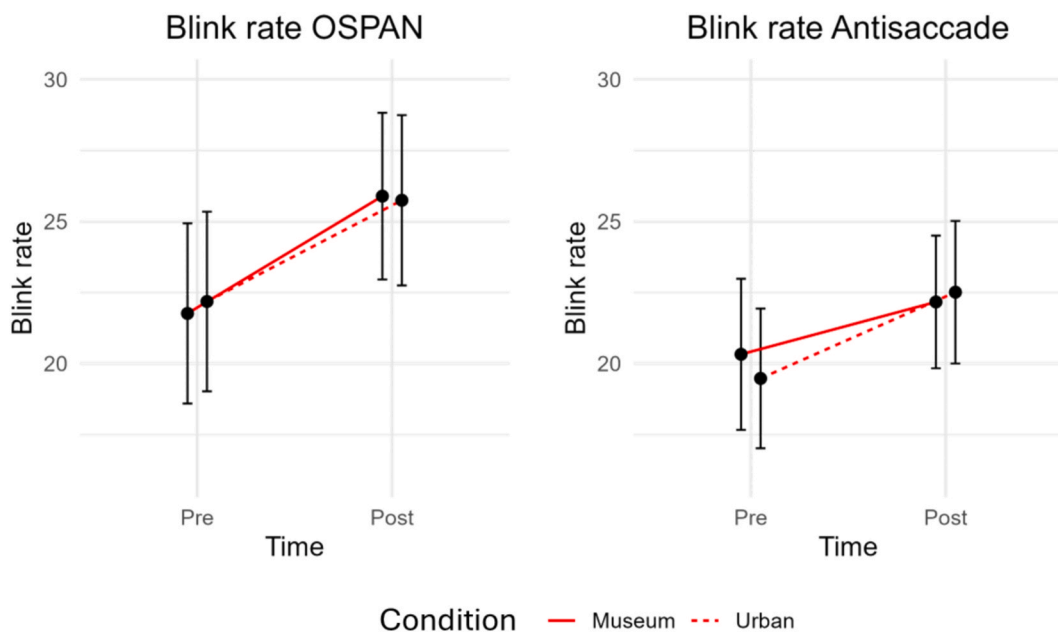 Blink rate OSPAN
30
25
20
Blink rate
Pre
Post
Time
Blink rate Antisaccade
30
25
20
Blink rate
Pre
Post
Time
Condition
Museum
Urban